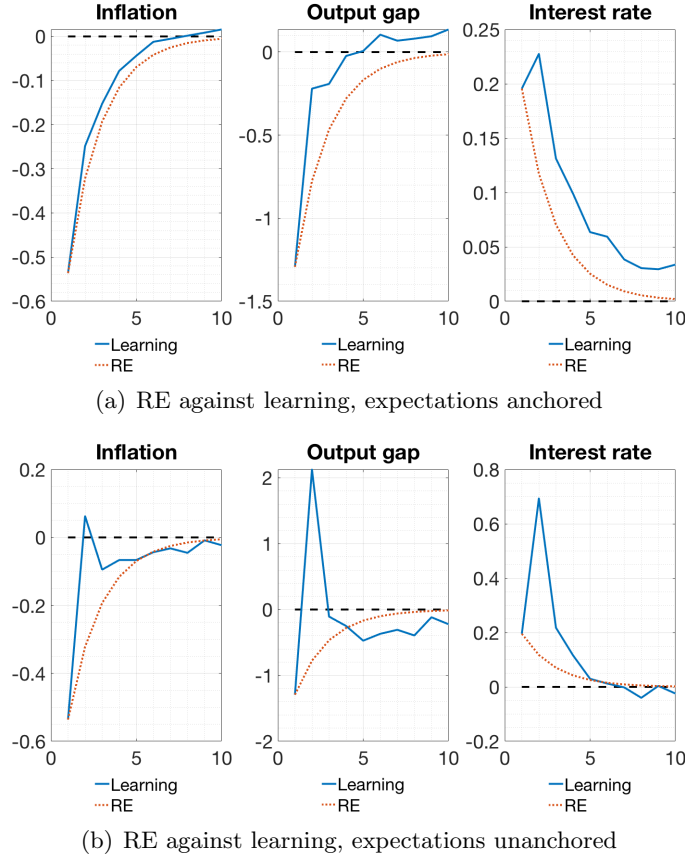 Inflation
Output gap
Interest rate
0
-0.1
-0.2
-0.3
-0.4
-0.5
-0.6
0 5 10
Learning
RE
0
-0.5
-1
-1.5
0 5 10
Learning
RE
0.25
0.2
0.15
0.1
0.05
0
0 5 10
Learning
RE
(a) RE against learning, expectations anchored
Inflation
Output gap
Interest rate
0.2
0
-0.2
-0.4
-0.6
0 5 10
Learning
RE
2
1
0
-1
-2
0 5 10
Learning
RE
0.8
0.6
0.4
0.2
0
-0.2
0 5 10
Learning
RE
(b) RE against learning, expectations unanchored